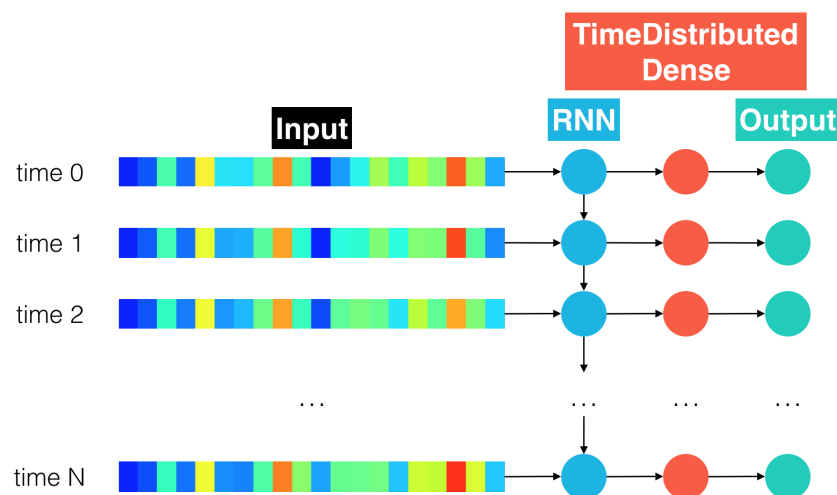 TimeDistributed
Dense
Input
RNN
Output
time 0
time 1
time 2
... ... ... ...
time N